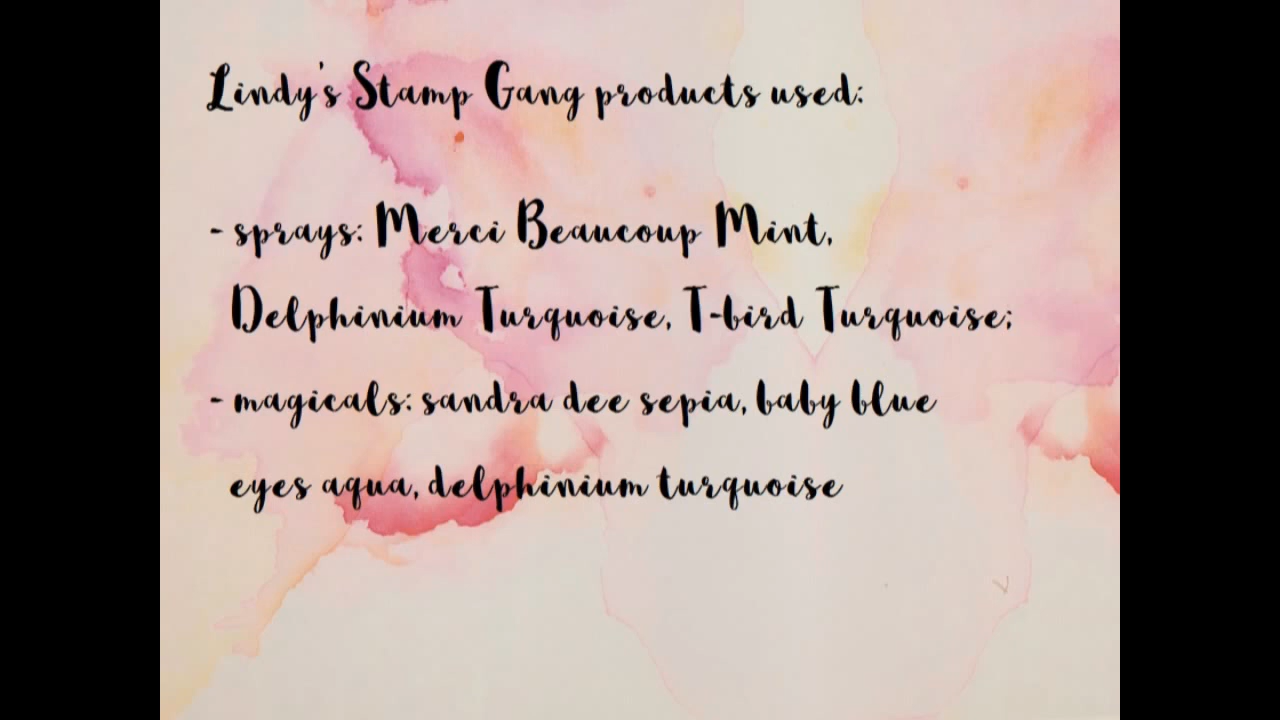 Lindy's Stamp Gang products used:
- sprays: Merci Beaucoup Mint,
Delphinium Turquoise, T-bird Turquoise;
- magicals: sandra dee sepia, baby blue
eyes aqua, delphinium turquoise